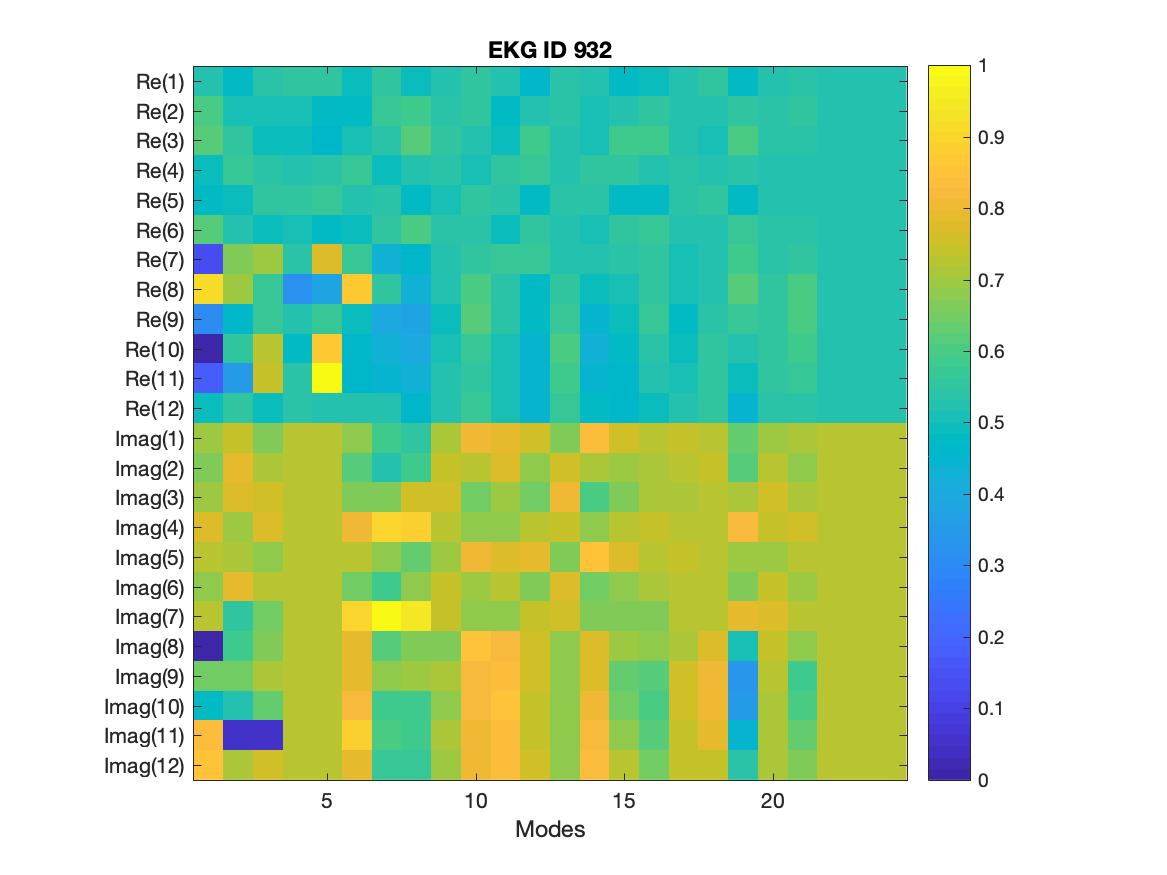 EKG ID 932
Re(1)
Re(2)
Re(3)
Re(4)
Re(5)
Re(6)
Re(7)
Re(8)
Re(9)
Re(10)
Re(11)
Re(12)
Imag(1)
Imag(2)
Imag(3)
Imag(4)
Imag(5)
Imag(6)
Imag(7)
Imag(8)
Imag(9)
Imag(10)
Imag(11)
Imag(12)
5 10 15 20
Modes
1
0.9
0.8
0.7
0.6
0.5
0.4
0.3
0.2
0.1
0